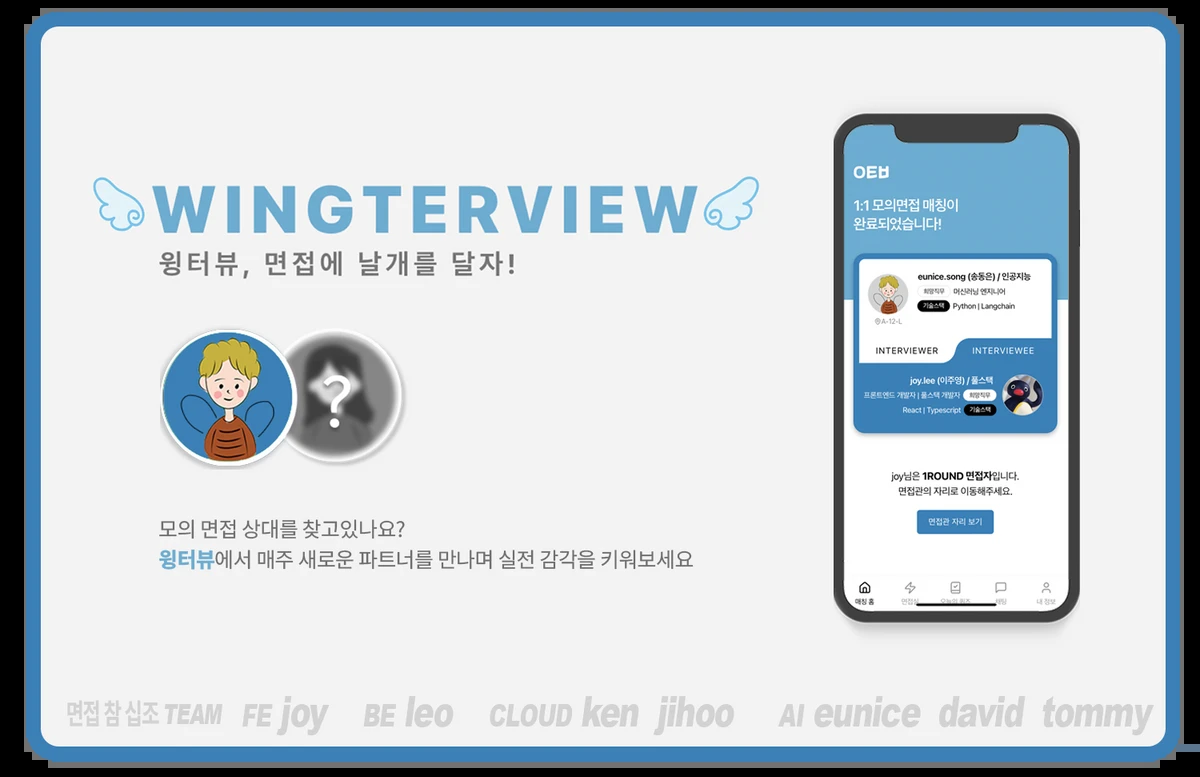 WINGTERVIEW
윙터뷰, 면접에 날개를 달자!
?
모의 면접 상대를 찾고있나요?
윙터뷰에서 매주 새로운 파트너를 만나며 실전 감각을 키워보세요
1:1 모의면접 매칭이
완료되었습니다!
eunice.song (송동은) / 인공지능
희망직무 머신러닝 엔지니어
기술스택 Python | Langchain
A-12-L
INTERVIEWER INTERVIEWEE
joy.lee (이주영) / 풀스택
프론트엔드 개발자 | 풀스택 개발자 희망직무
React | Typescript 기술스택
joy님은 1ROUND 면접자입니다.
면접관의 자리로 이동해주세요.
면접관 자리 보기
매칭 홈 면접실 오늘의 퀴즈 채팅 내 정보
면접 참 십조 TEAM FE joy BE leo CLOUD ken jihoo AI eunice david tommy